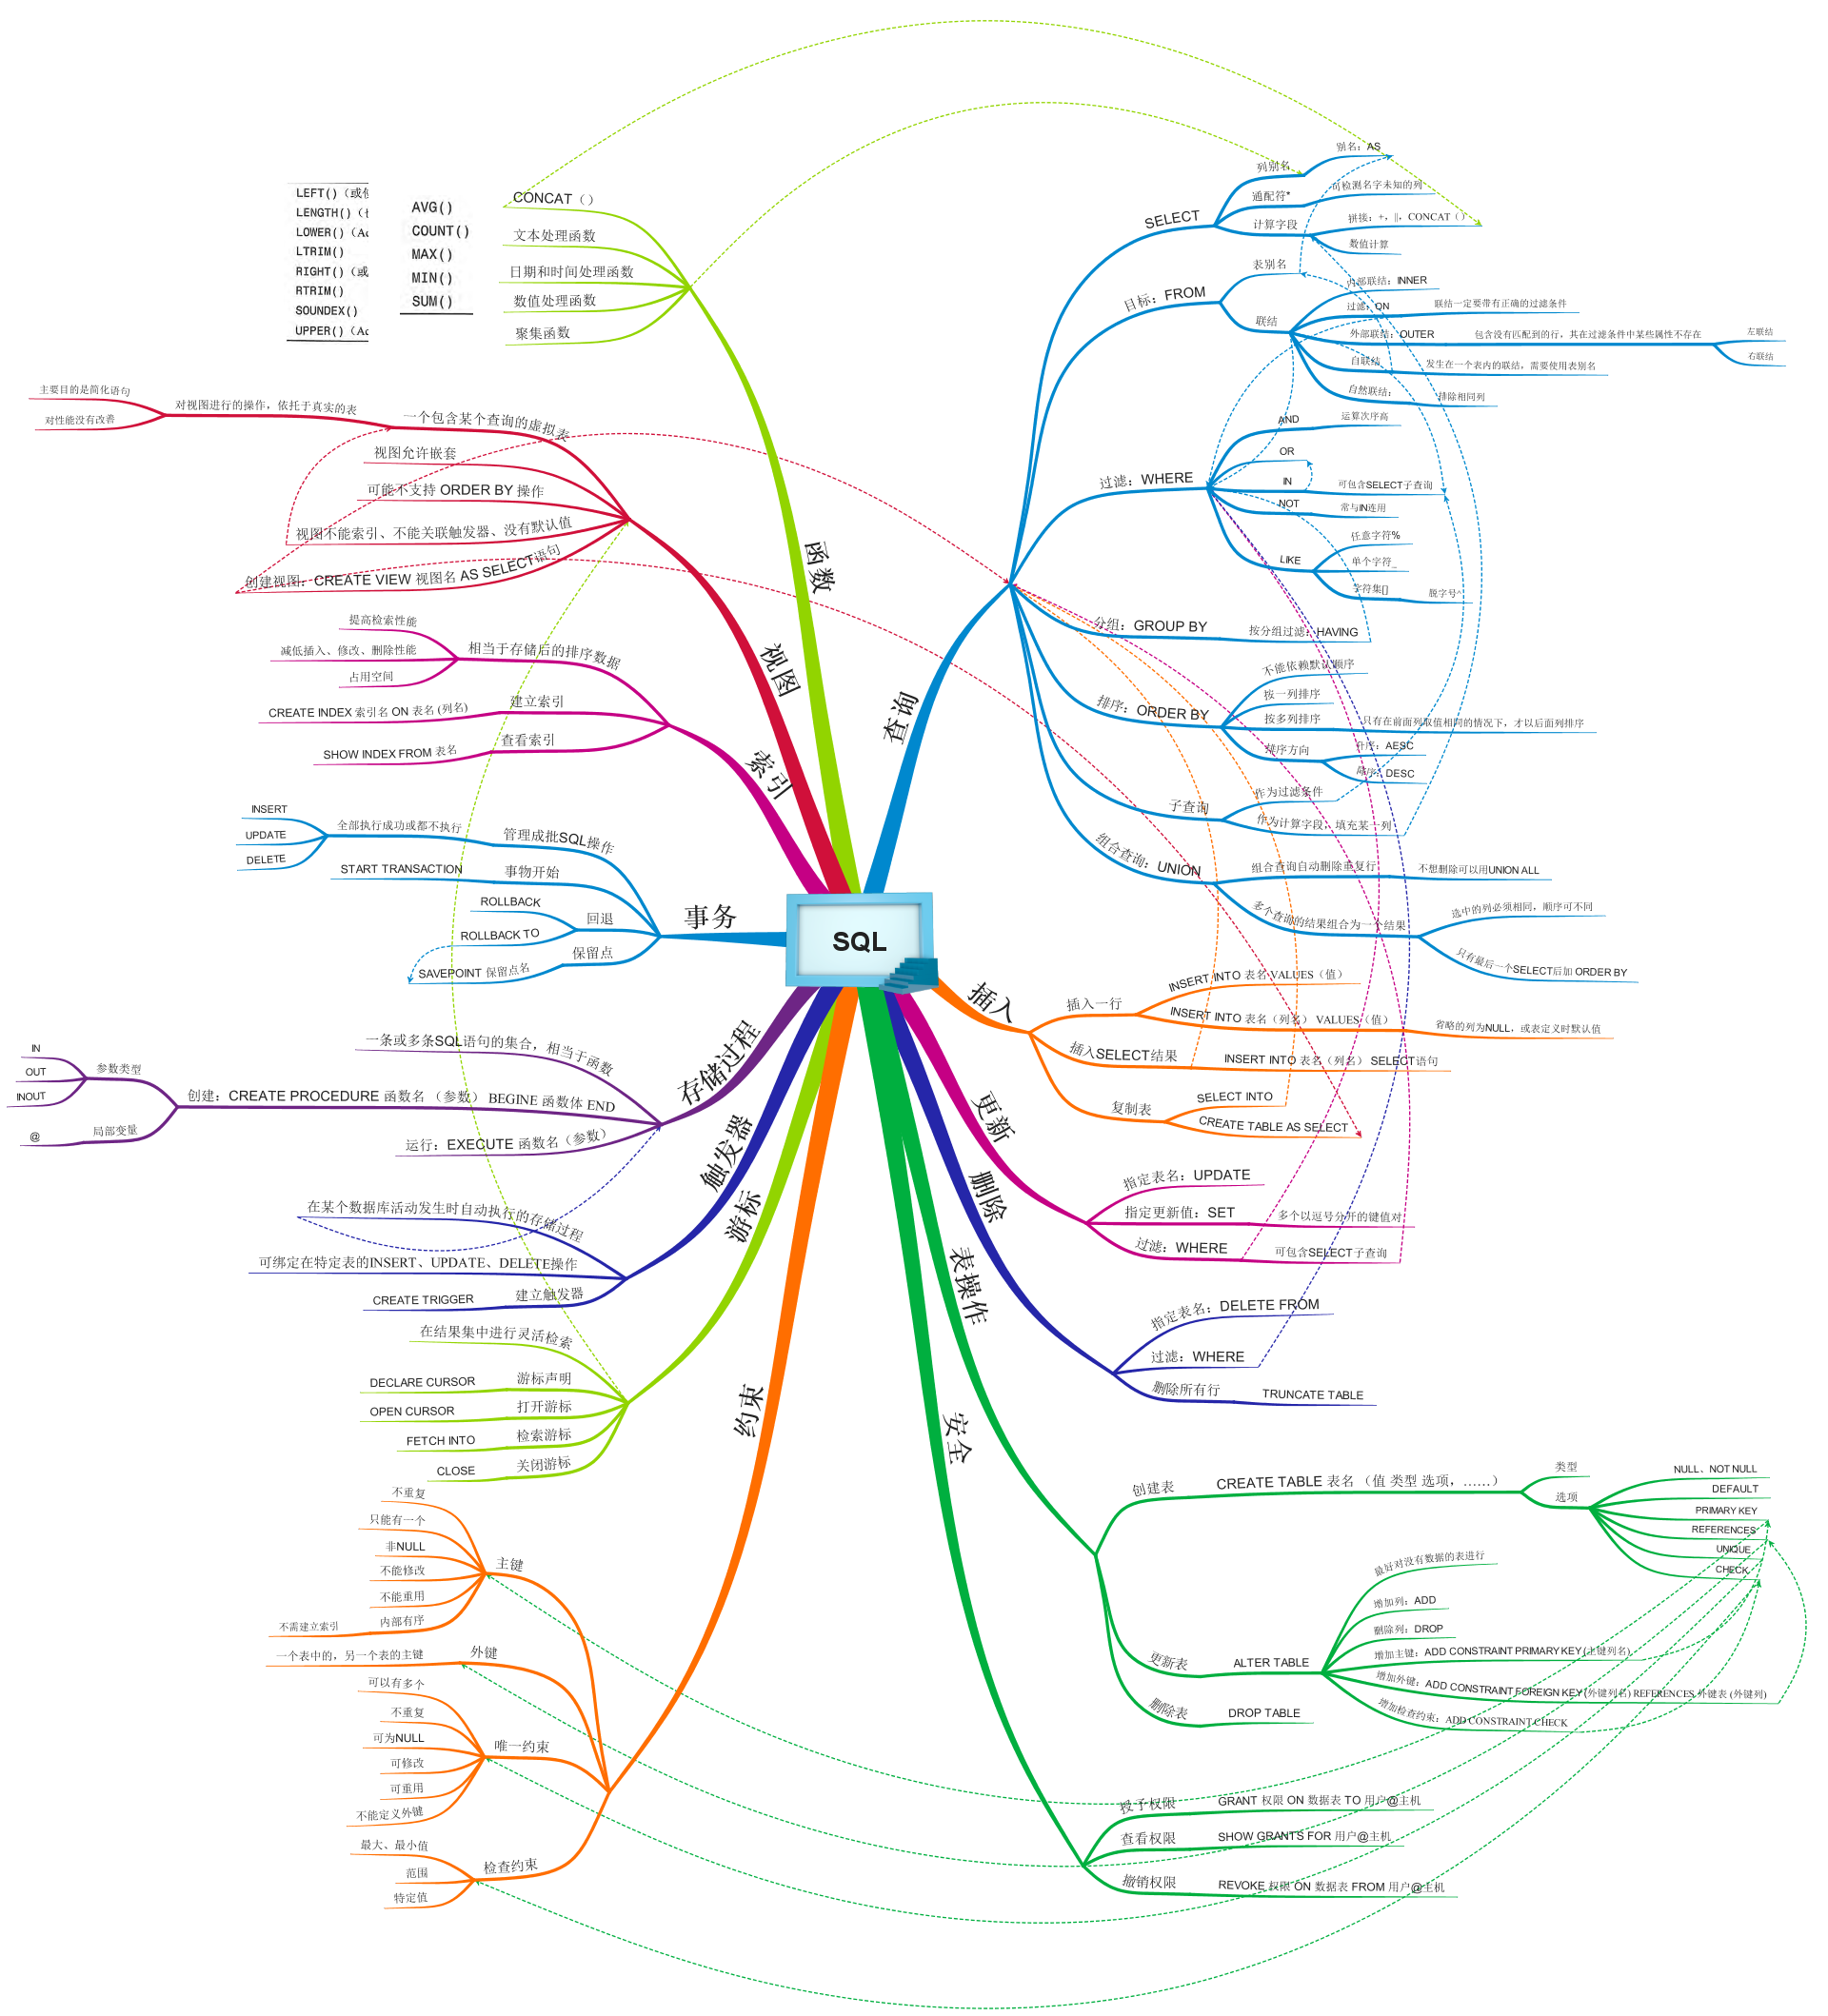 SQL
查询
SELECT
列别名
别名：AS
通配符*
可检测名字未知的列
计算字段
拼接：+，||，CONCAT（）
数值计算
目标：FROM
表别名
联结
内部联结：INNER
过滤：ON
联结一定要带有正确的过滤条件
外部联结：OUTER
包含没有匹配到的行，其在过滤条件中某些属性不存在
左联结
右联结
自联结
发生在一个表内的联结，需要使用表别名
自然联结：
排除相同列
过滤：WHERE
AND
运算次序高
OR
IN
可包含SELECT子查询
NOT
常与IN连用
LIKE
任意字符%
单个字符_
字符集[]
脱字号^
分组：GROUP BY
按分组过滤：HAVING
排序：ORDER BY
不能依赖默认顺序
按一列排序
按多列排序
只有在前面列取值相同的情况下，才以后面列排序
排序方向
升序：AESC
降序：DESC
子查询
作为过滤条件
作为计算字段，填充某一列
组合查询：UNION
组合查询自动删除重复行
不想删除可以用UNION ALL
多个查询的结果组合为一个结果
选中的列必须相同，顺序可不同
只有最后一个SELECT后加 ORDER BY
插入
插入一行
INSERT INTO 表名 VALUES（值）
INSERT INTO 表名（列名） VALUES（值）
省略的列为NULL，或表定义时默认值
插入SELECT结果
INSERT INTO 表名（列名） SELECT语句
复制表
SELECT INTO
CREATE TABLE AS SELECT
更新
指定表名：UPDATE
指定更新值：SET
多个以逗号分开的键值对
过滤：WHERE
可包含SELECT子查询
删除
指定表名：DELETE FROM
过滤：WHERE
删除所有行
TRUNCATE TABLE
表操作
创建表
CREATE TABLE 表名 （值 类型 选项，……）
类型
选项
NULL、NOT NULL
DEFAULT
PRIMARY KEY
REFERENCES
UNIQUE
CHECK
更新表
ALTER TABLE
最好对没有数据的表进行
增加列：ADD
删除列：DROP
增加主键：ADD CONSTRAINT PRIMARY KEY (主键列名)
增加外键：ADD CONSTRAINT FOREIGN KEY (外键列名) REFERENCES 外键表 (外键列)
增加检查约束：ADD CONSTRAINT CHECK
删除表
DROP TABLE
安全
授予权限
GRANT 权限 ON 数据表 TO 用户@主机
查看权限
SHOW GRANTS FOR 用户@主机
撤销权限
REVOKE 权限 ON 数据表 FROM 用户@主机
函数
CONCAT（）
文本处理函数
日期和时间处理函数
数值处理函数
聚集函数
LEFT()（或
LENGTH()（
LOWER()（Ac
LTRIM()
RIGHT()（或
RTRIM()
SOUNDEX()
UPPER()（Ac
AVG()
COUNT()
MAX()
MIN()
SUM()
视图
一个包含某个查询的虚拟表
对视图进行的操作，依托于真实的表
主要目的是简化语句
对性能没有改善
视图允许嵌套
可能不支持 ORDER BY 操作
视图不能索引、不能关联触发器、没有默认值
创建视图：CREATE VIEW 视图名 AS SELECT语句
索引
相当于存储后的排序数据
提高检索性能
减低插入、修改、删除性能
占用空间
建立索引
CREATE INDEX 索引名 ON 表名 (列名)
查看索引
SHOW INDEX FROM 表名
事务
管理成批SQL操作
全部执行成功或都不执行
INSERT
UPDATE
DELETE
事物开始
START TRANSACTION
回退
ROLLBACK
ROLLBACK TO
保留点
SAVEPOINT 保留点名
存储过程
一条或多条SQL语句的集合，相当于函数
创建：CREATE PROCEDURE 函数名 （参数） BEGINE 函数体 END
参数类型
IN
OUT
INOUT
局部变量
@
运行：EXECUTE 函数名（参数）
触发器
在某个数据库活动发生时自动执行的存储过程
可绑定在特定表的INSERT、UPDATE、DELETE操作
建立触发器
CREATE TRIGGER
游标
在结果集中进行灵活检索
游标声明
DECLARE CURSOR
打开游标
OPEN CURSOR
检索游标
FETCH INTO
关闭游标
CLOSE
约束
主键
不重复
只能有一个
非NULL
不能修改
不能重用
内部有序
不需建立索引
外键
一个表中的，另一个表的主键
唯一约束
可以有多个
不重复
可为NULL
可修改
可重用
不能定义外键
检查约束
最大、最小值
范围
特定值